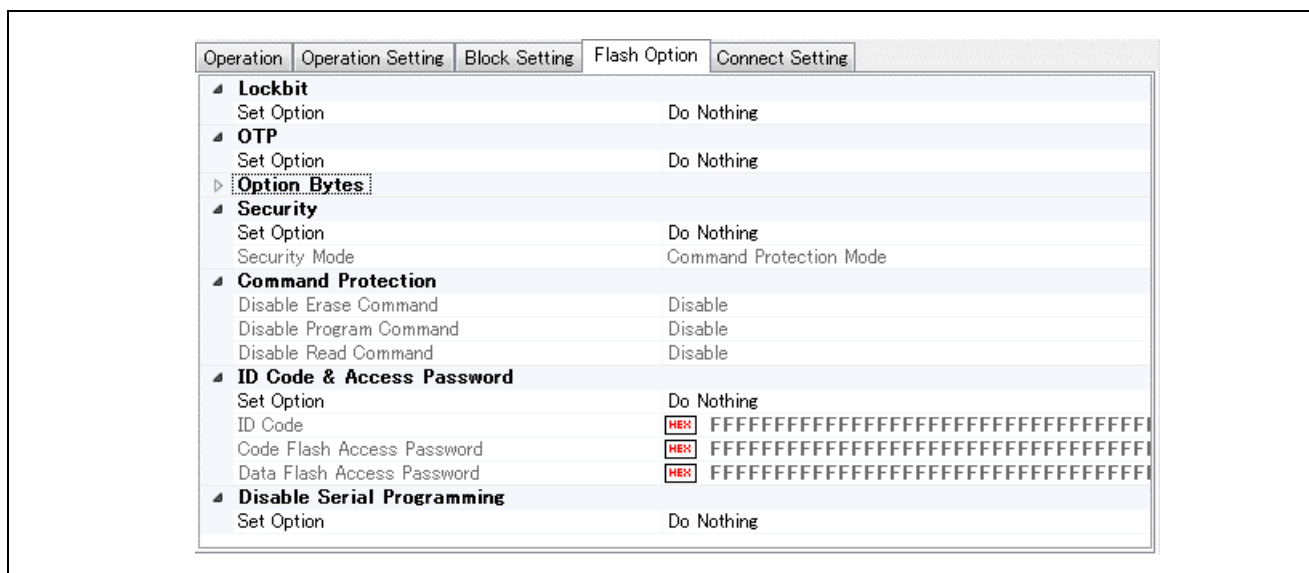 Operation Operation Setting Block Setting Flash Option Connect Setting
Lockbit
Set Option Do Nothing
OTP
Set Option Do Nothing
Option Bytes
Security
Set Option Do Nothing
Security Mode Command Protection Mode
Command Protection
Disable Erase Command Disable
Disable Program Command Disable
Disable Read Command Disable
ID Code & Access Password
Set Option Do Nothing
ID Code HEX FFFFFFFFFFFFFFFFFFFFFFFFFFFFFFFFFF
Code Flash Access Password HEX FFFFFFFFFFFFFFFFFFFFFFFFFFFFFFFFFF
Data Flash Access Password HEX FFFFFFFFFFFFFFFFFFFFFFFFFFFFFFFFFF
Disable Serial Programming
Set Option Do Nothing